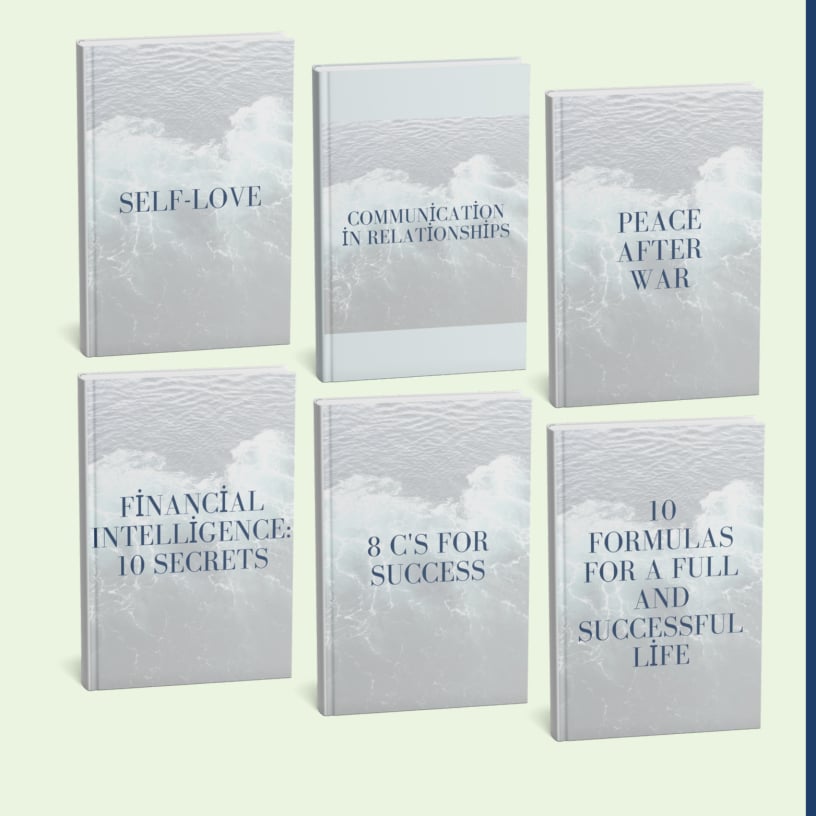 SELF-LOVE
COMMUNİCATİON
İN RELATİONSHİPS
PEACE
AFTER
WAR
FİNANCİAL
INTELLİGENCE:
10 SECRETS
8 C'S FOR
SUCCESS
10
FORMULAS
FOR A FULL
AND
SUCCESSFUL
LİFE